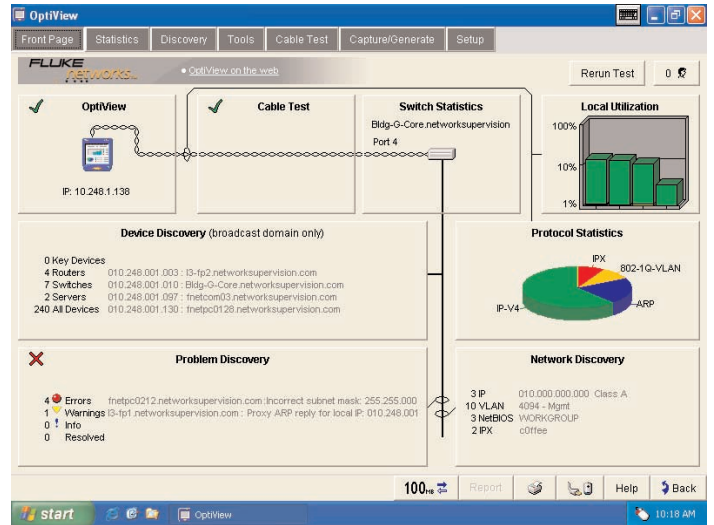 OptiView
Front Page Statistics Discovery Tools Cable Test Capture/Generate Setup
FLUKE networks.
• OptiView on the web
Rerun Test 0
OptiView
IP: 10.248.1.138
Cable Test
Switch Statistics
Bldg-G-Core.networksupervision
Port 4
Local Utilization
100%
10%
1%
Device Discovery (broadcast domain only)
0 Key Devices
4 Routers 010.248.001.003 : l3-fp2.networksupervision.com
7 Switches 010.248.001.010 : Bldg-G-Core.networksupervision.com
2 Servers 010.248.001.097 : fnetcom03.networksupervision.com
240 All Devices 010.248.001.130 : fnetpc0128.networksupervision.com
Protocol Statistics
IPX
802-1Q-VLAN
ARP
IP-V4
Problem Discovery
4 Errors fnetpc0212.networksupervision.com:Incorrect subnet mask: 255.255.000
1 Warnings l3-fp1.networksupervision.com : Proxy ARP reply for local IP: 010.248.001
0 ! Info
0 Resolved
Network Discovery
3 IP 010.000.000.000 Class A
10 VLAN 4094 - Mgmt
3 NetBIOS WORKGROUP
2 IPX c0ffee
100MB Report Help Back
start OptiView 10:18 AM